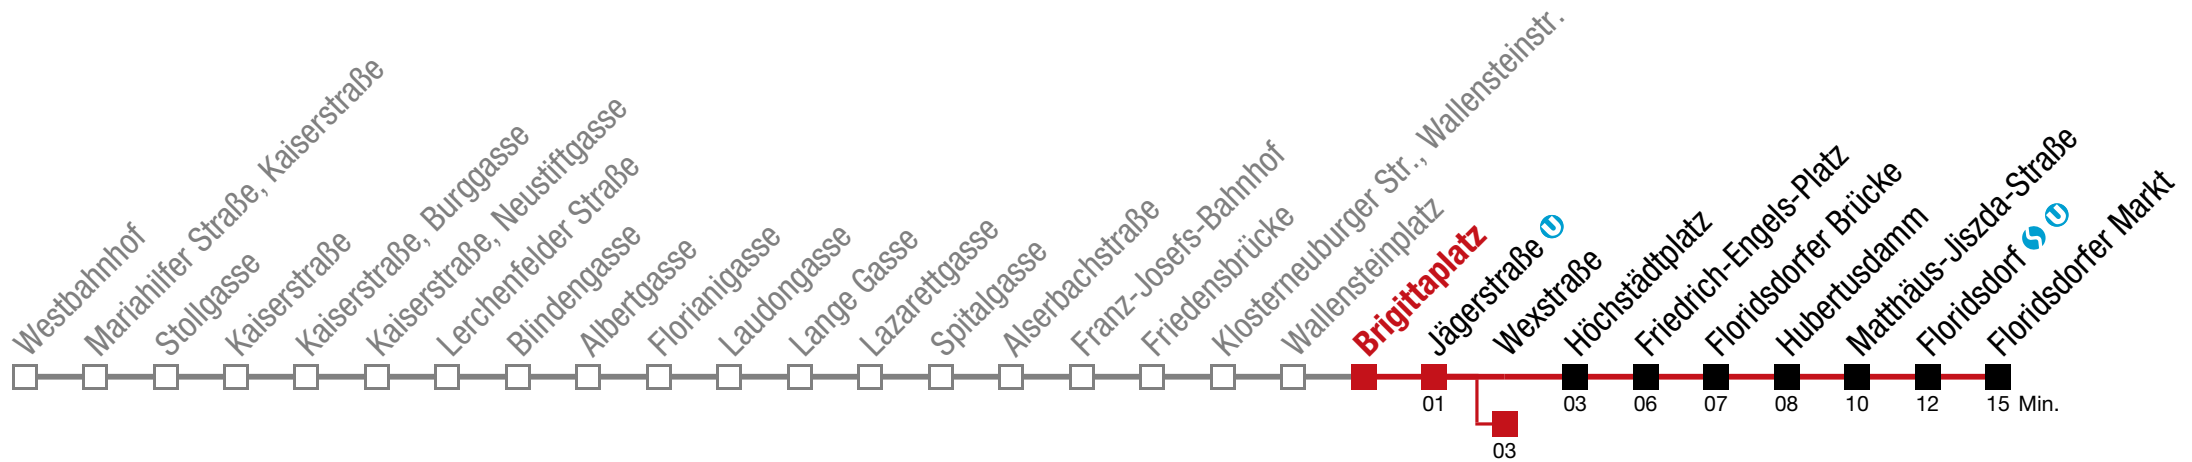 Westbahnhof
Mariahilfer Straße, Kaiserstraße
Stollgasse
Kaiserstraße
Kaiserstraße, Burggasse
Kaiserstraße, Neustiftgasse
Lerchenfelder Straße
Blindengasse
Albertgasse
Florianigasse
Laudongasse
Lange Gasse
Lazarettgasse
Spitalgasse
Alserbachstraße
Franz-Josefs-Bahnhof
Friedensbrücke
Klosterneuburger Str., Wallensteinstr.
Wallensteinplatz
Brigittaplatz
Jägerstraße U
Wexstraße
Höchstädtplatz
Friedrich-Engels-Platz
Floridsdorfer Brücke
Hubertusdamm
Matthäus-Jiszda-Straße
Floridsdorf S U
Floridsdorfer Markt
01 03 06 07 08 10 12 15 Min.
03